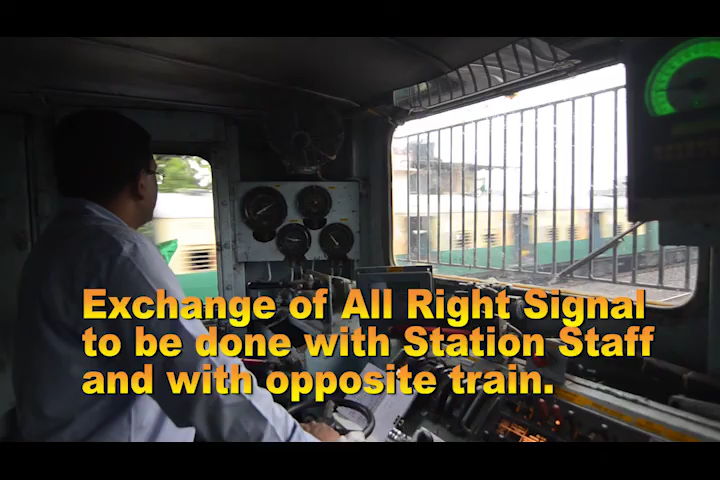 Exchange of All Right Signal
to be done with Station Staff
and with opposite train.